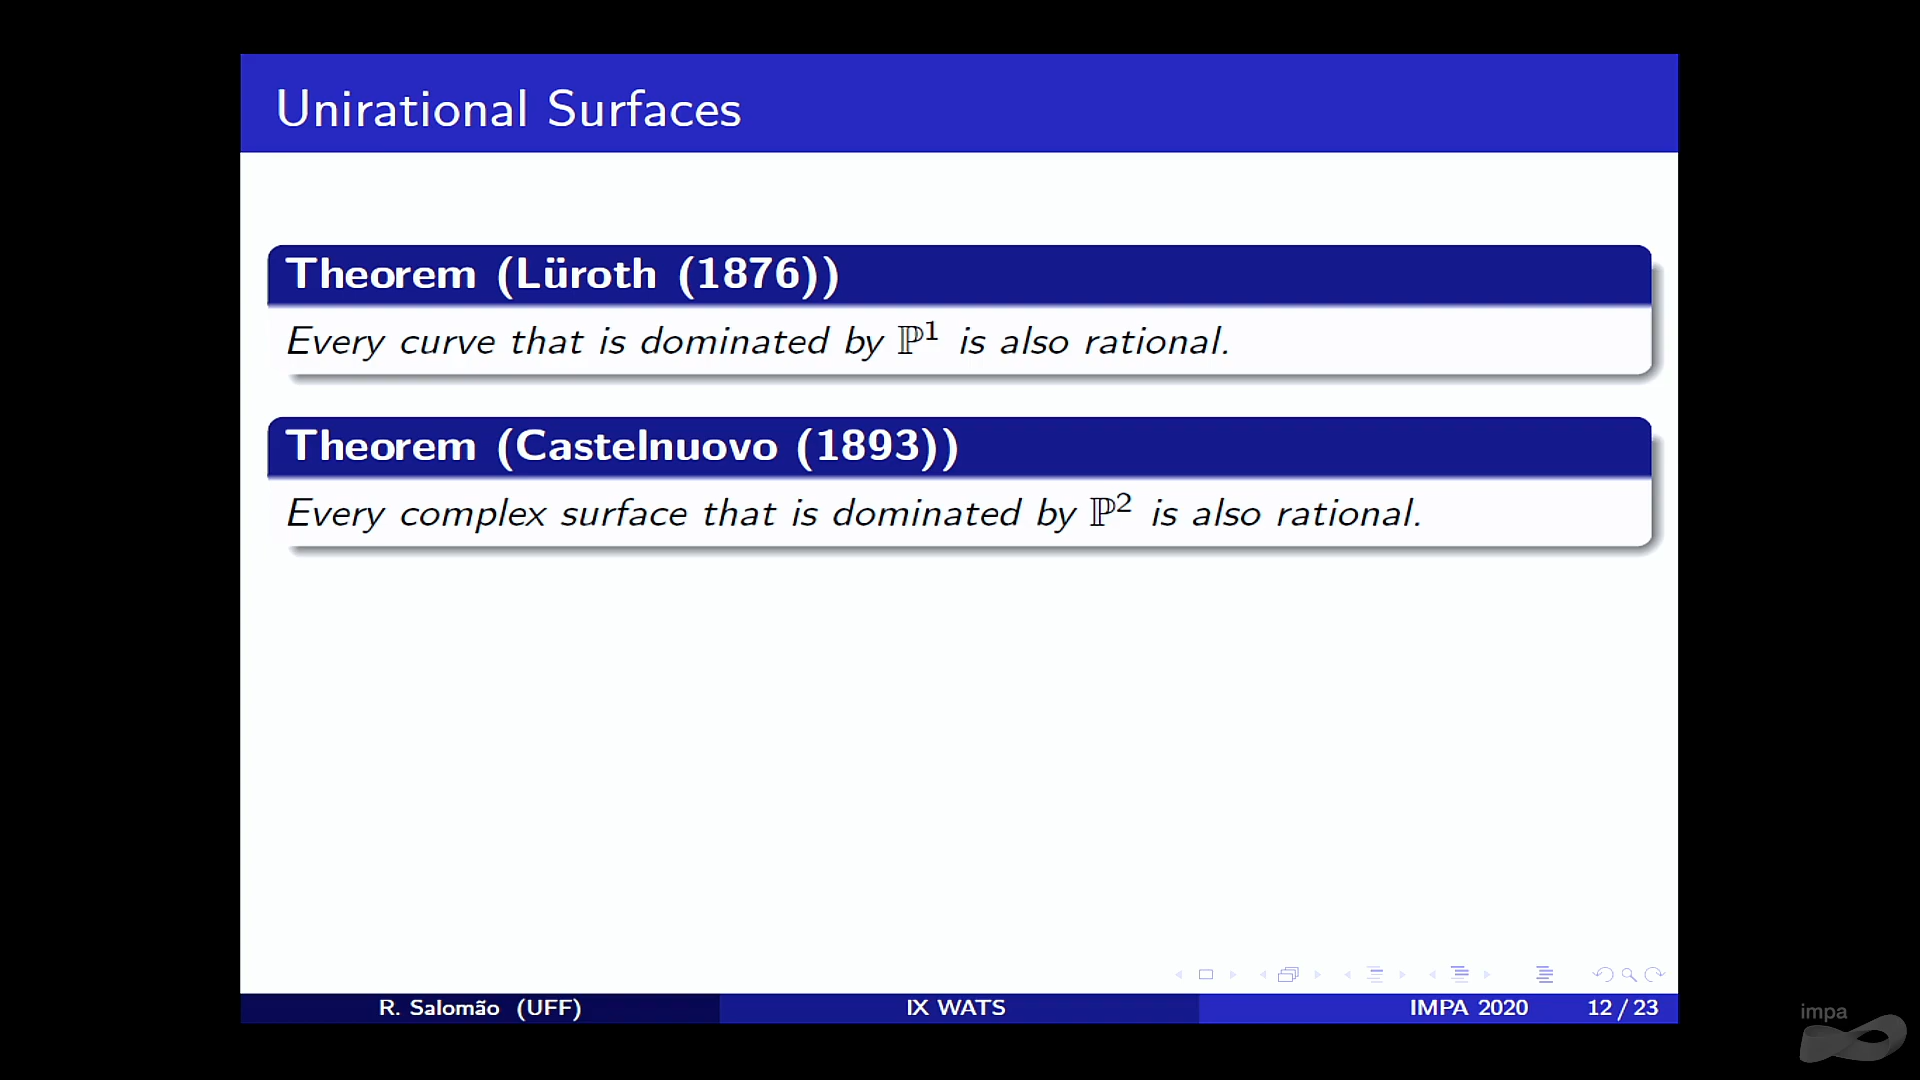 Unirational Surfaces
Theorem (Lüroth (1876))
Every curve that is dominated by ℙ¹ is also rational.
Theorem (Castelnuovo (1893))
Every complex surface that is dominated by ℙ² is also rational.
R. Salomão (UFF) IX WATS IMPA 2020 12 / 23
impa